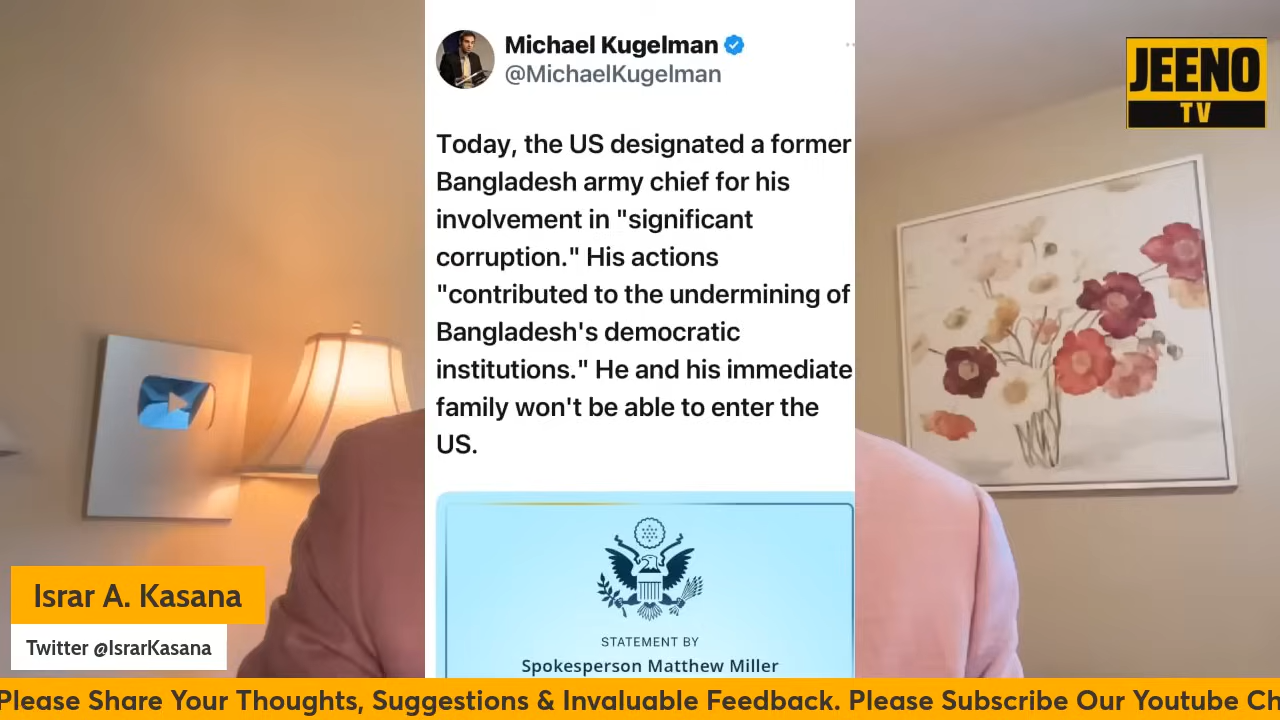 Michael Kugelman
@MichaelKugelman
JEENO
TV
Today, the US designated a former
Bangladesh army chief for his
involvement in "significant
corruption." His actions
"contributed to the undermining of
Bangladesh's democratic
institutions." He and his immediate
family won't be able to enter the
US.
STATEMENT BY
Spokesperson Matthew Miller
Israr A. Kasana
Twitter @IsrarKasana
Please Share Your Thoughts, Suggestions & Invaluable Feedback. Please Subscribe Our Youtube Ch